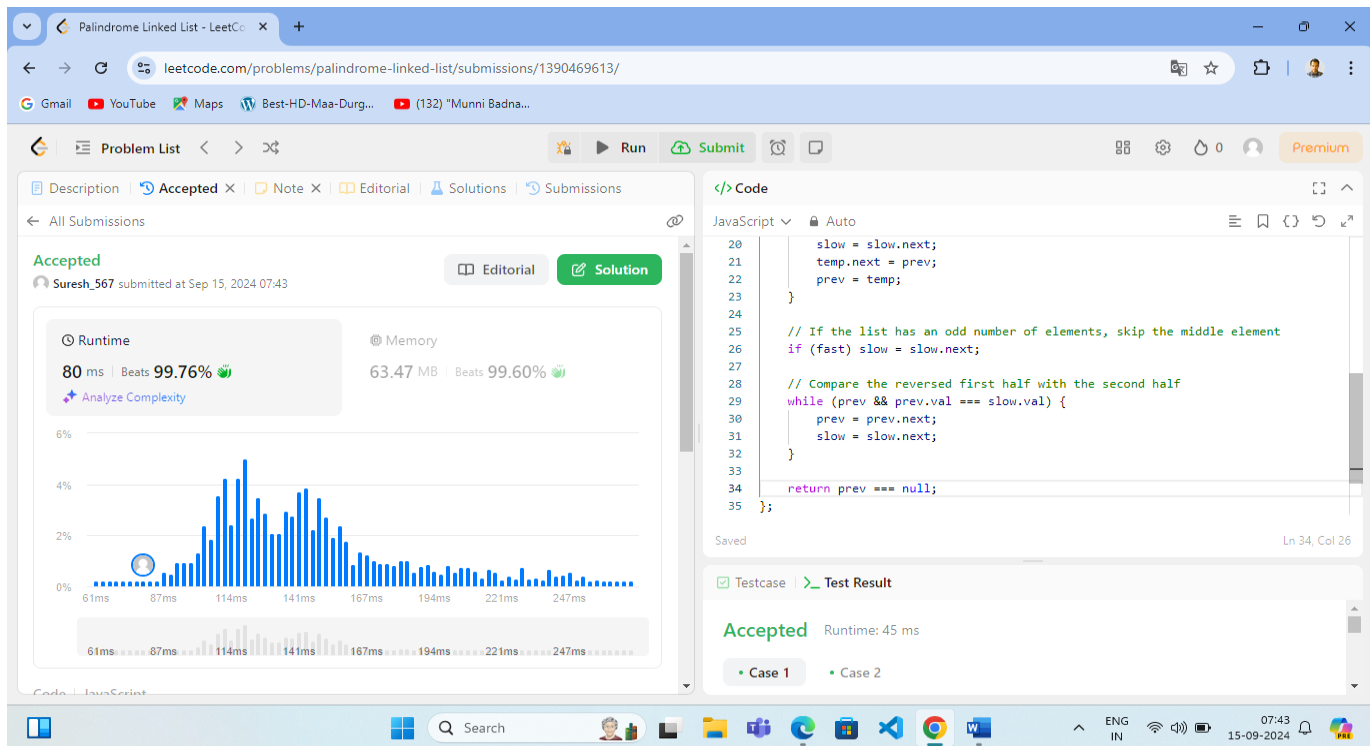 Palindrome Linked List - LeetCo
leetcode.com/problems/palindrome-linked-list/submissions/1390469613/
Gmail YouTube Maps Best-HD-Maa-Durg... (132) "Munni Badna...
Problem List Run Submit 0 Premium
Description Accepted Note Editorial Solutions Submissions
All Submissions
Accepted
Suresh_567 submitted at Sep 15, 2024 07:43
Editorial Solution
Runtime
80 ms Beats 99.76%
Analyze Complexity
Memory
63.47 MB Beats 99.60%
6%
4%
2%
0%
61ms 87ms 114ms 141ms 167ms 194ms 221ms 247ms
61ms 87ms 114ms 141ms 167ms 194ms 221ms 247ms
Code JavaScript
</> Code
JavaScript Auto
20 slow = slow.next;
21 temp.next = prev;
22 prev = temp;
23 }
24
25 // If the list has an odd number of elements, skip the middle element
26 if (fast) slow = slow.next;
27
28 // Compare the reversed first half with the second half
29 while (prev && prev.val === slow.val) {
30 prev = prev.next;
31 slow = slow.next;
32 }
33
34 return prev === null;
35 };
Saved Ln 34, Col 26
Testcase >_ Test Result
Accepted Runtime: 45 ms
• Case 1 • Case 2
Search
ENG
IN
07:43
15-09-2024
PRE